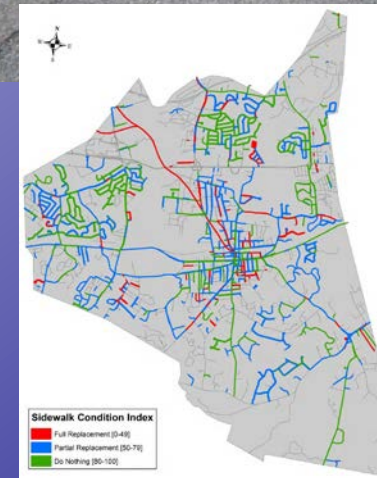 N
Sidewalk Condition Index
Full Replacement [0-49]
Partial Replacement [50-79]
Do Nothing [80-100]